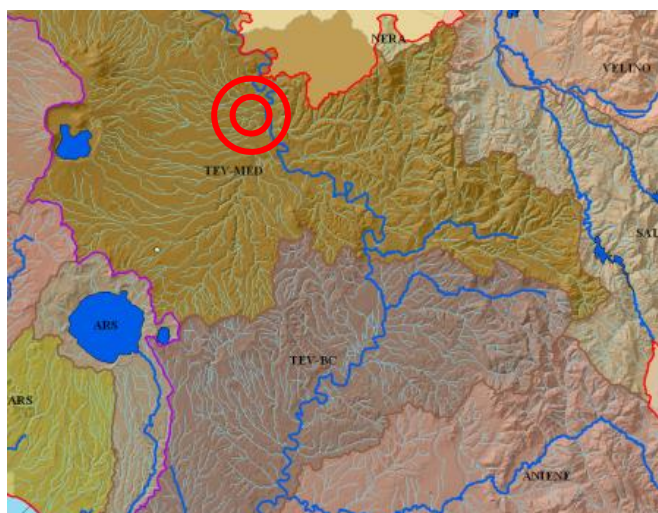 NERA
VELINO
TEV-MED
SAL
ARS
TEV-BC
ARS
ANIENE